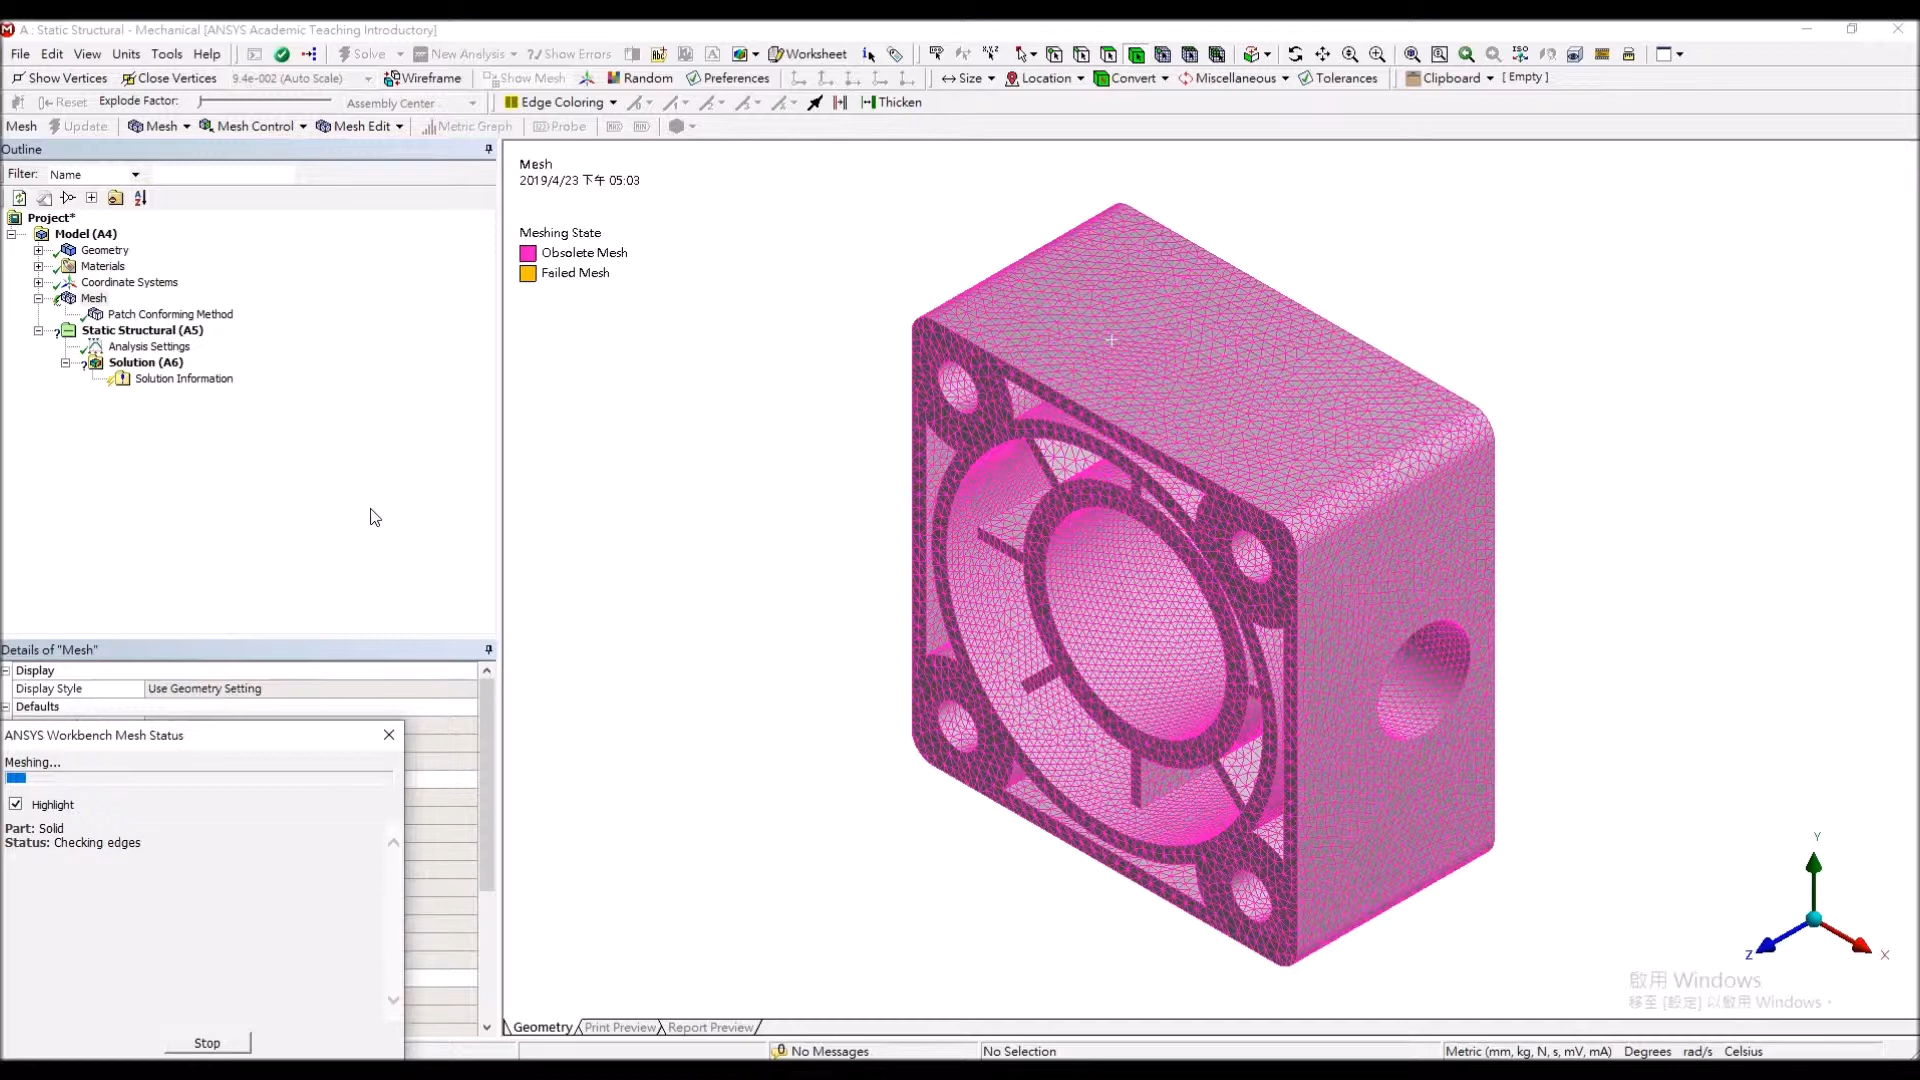 A : Static Structural - Mechanical [ANSYS Academic Teaching Introductory]
File Edit View Units Tools Help Solve New Analysis ?/ Show Errors Worksheet
Show Vertices Close Vertices 9.4e-002 (Auto Scale) Wireframe Show Mesh Random Preferences Size Location Convert Miscellaneous Tolerances Clipboard [ Empty ]
Reset Explode Factor: Assembly Center Edge Coloring Thicken
Mesh Update Mesh Mesh Control Mesh Edit Metric Graph Probe
Outline
Filter: Name
Project*
Model (A4)
Geometry
Materials
Coordinate Systems
Mesh
Patch Conforming Method
Static Structural (A5)
Analysis Settings
Solution (A6)
Solution Information
Details of "Mesh"
Display
Display Style Use Geometry Setting
Defaults
ANSYS Workbench Mesh Status
Meshing...
Highlight
Part: Solid
Status: Checking edges
Stop
Mesh
2019/4/23 下午 05:03
Meshing State
Obsolete Mesh
Failed Mesh
Y
Z
X
啟用 Windows
移至 [設定] 以啟用 Windows。
Geometry Print Preview Report Preview
No Messages No Selection Metric (mm, kg, N, s, mV, mA) Degrees rad/s Celsius